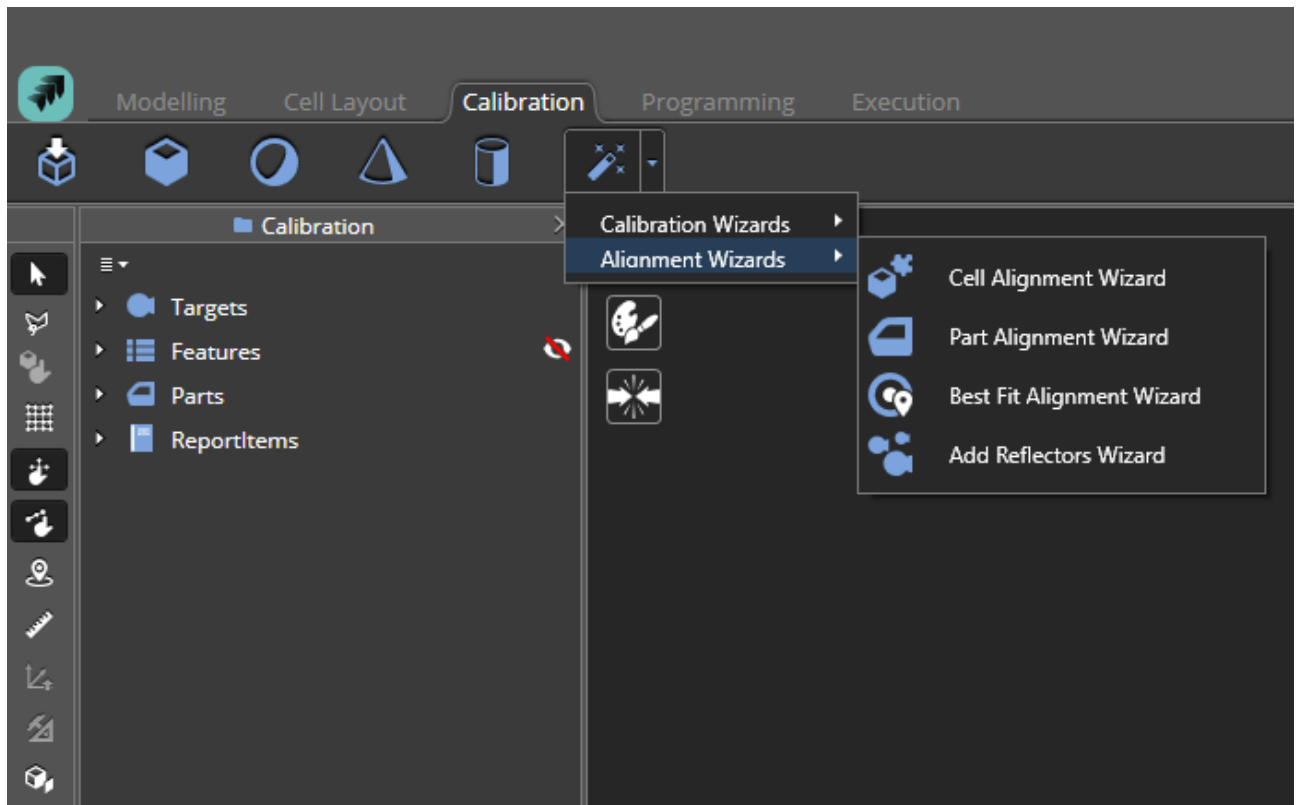 Modelling Cell Layout Calibration Programming Execution
Calibration
Calibration Wizards
Alignment Wizards
Targets
Features
Parts
ReportItems
Cell Alignment Wizard
Part Alignment Wizard
Best Fit Alignment Wizard
Add Reflectors Wizard